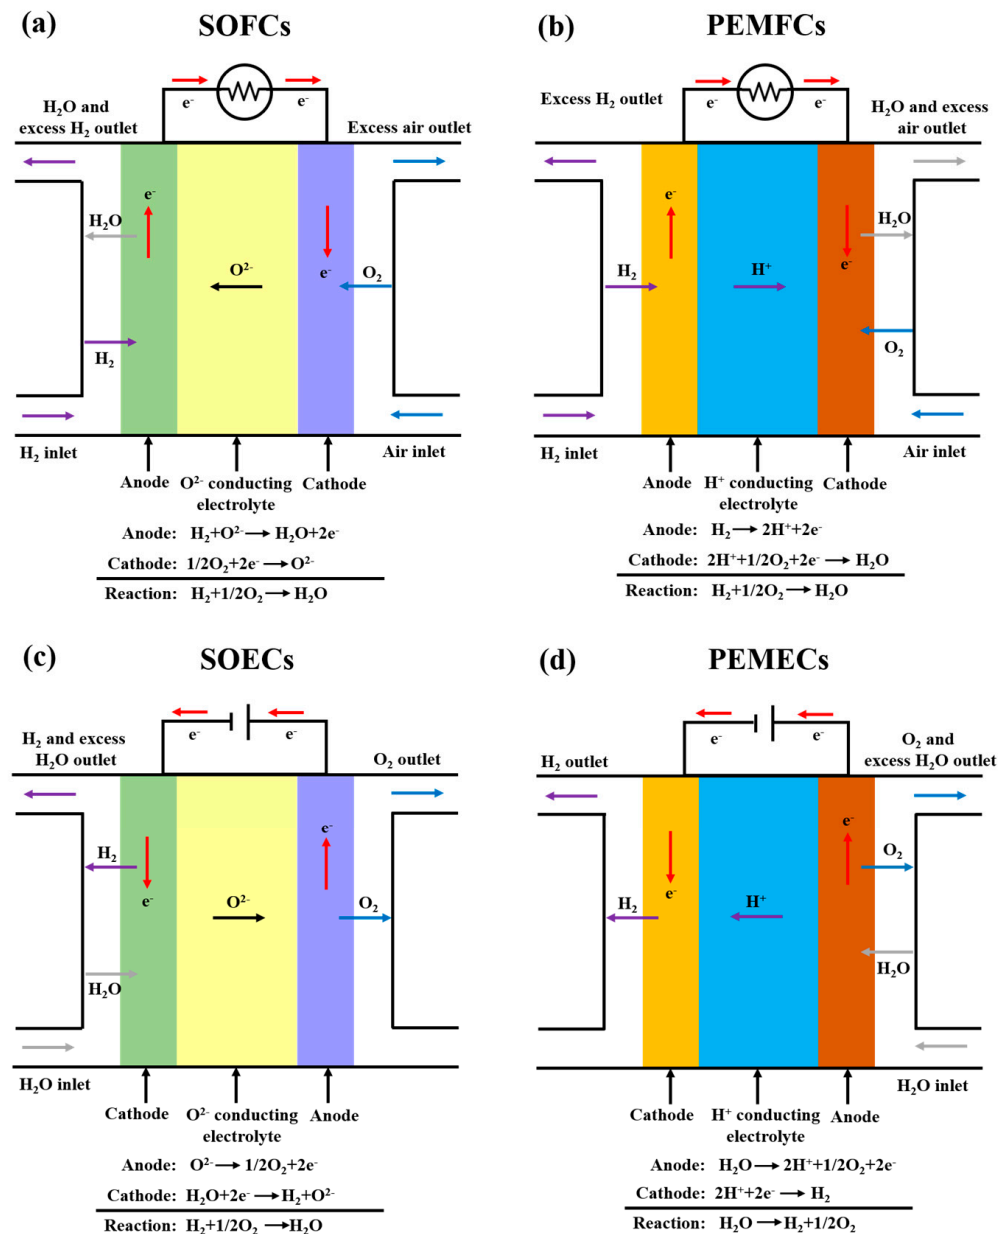 (a) SOFCs
e⁻ e⁻
H₂O and
excess H₂ outlet
Excess air outlet
e⁻
H₂O
O²⁻
e⁻
O₂
H₂
H₂ inlet
Air inlet
Anode
O²⁻ conducting
electrolyte
Cathode
Anode: H₂+O²⁻→H₂O+2e⁻
Cathode: 1/2O₂+2e⁻→O²⁻
Reaction: H₂+1/2O₂→H₂O
(b) PEMFCs
e⁻ e⁻
Excess H₂ outlet
H₂O and excess
air outlet
e⁻
H₂O
H₂
H⁺
e⁻
O₂
H₂ inlet
Air inlet
Anode
H⁺ conducting
electrolyte
Cathode
Anode: H₂→2H⁺+2e⁻
Cathode: 2H⁺+1/2O₂+2e⁻→H₂O
Reaction: H₂+1/2O₂→H₂O
(c) SOECs
e⁻ e⁻
H₂ and excess
H₂O outlet
O₂ outlet
e⁻
H₂
e⁻
O²⁻
O₂
H₂O
H₂O inlet
Cathode
O²⁻ conducting
electrolyte
Anode
Anode: O²⁻→1/2O₂+2e⁻
Cathode: H₂O+2e⁻→H₂+O²⁻
Reaction: H₂+1/2O₂→H₂O
(d) PEMECs
e⁻ e⁻
H₂ outlet
O₂ and
excess H₂O outlet
e⁻
O₂
H₂
e⁻
H⁺
H₂O
H₂O inlet
Cathode
H⁺ conducting
electrolyte
Anode
Anode: H₂O→2H⁺+1/2O₂+2e⁻
Cathode: 2H⁺+2e⁻→H₂
Reaction: H₂O→H₂+1/2O₂